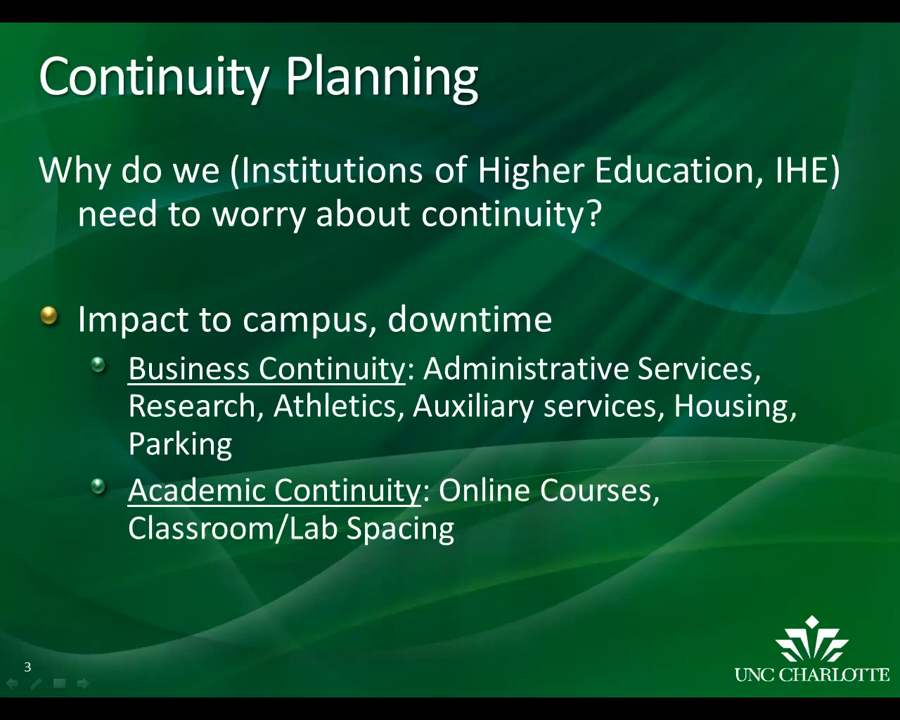 Continuity Planning
Why do we (Institutions of Higher Education, IHE)
need to worry about continuity?
Impact to campus, downtime
Business Continuity: Administrative Services,
Research, Athletics, Auxiliary services, Housing,
Parking
Academic Continuity: Online Courses,
Classroom/Lab Spacing
3
UNC CHARLOTTE